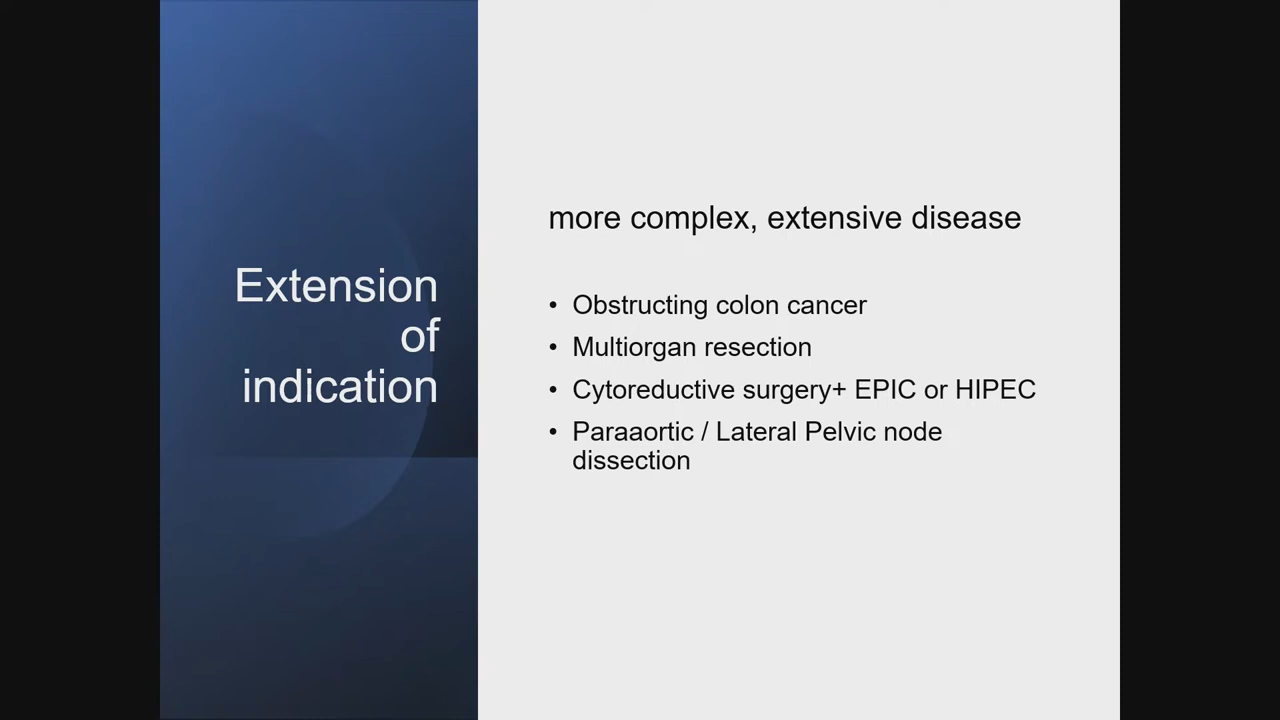 Extension
of
indication
more complex, extensive disease
• Obstructing colon cancer
• Multiorgan resection
• Cytoreductive surgery+ EPIC or HIPEC
• Paraaortic / Lateral Pelvic node
dissection